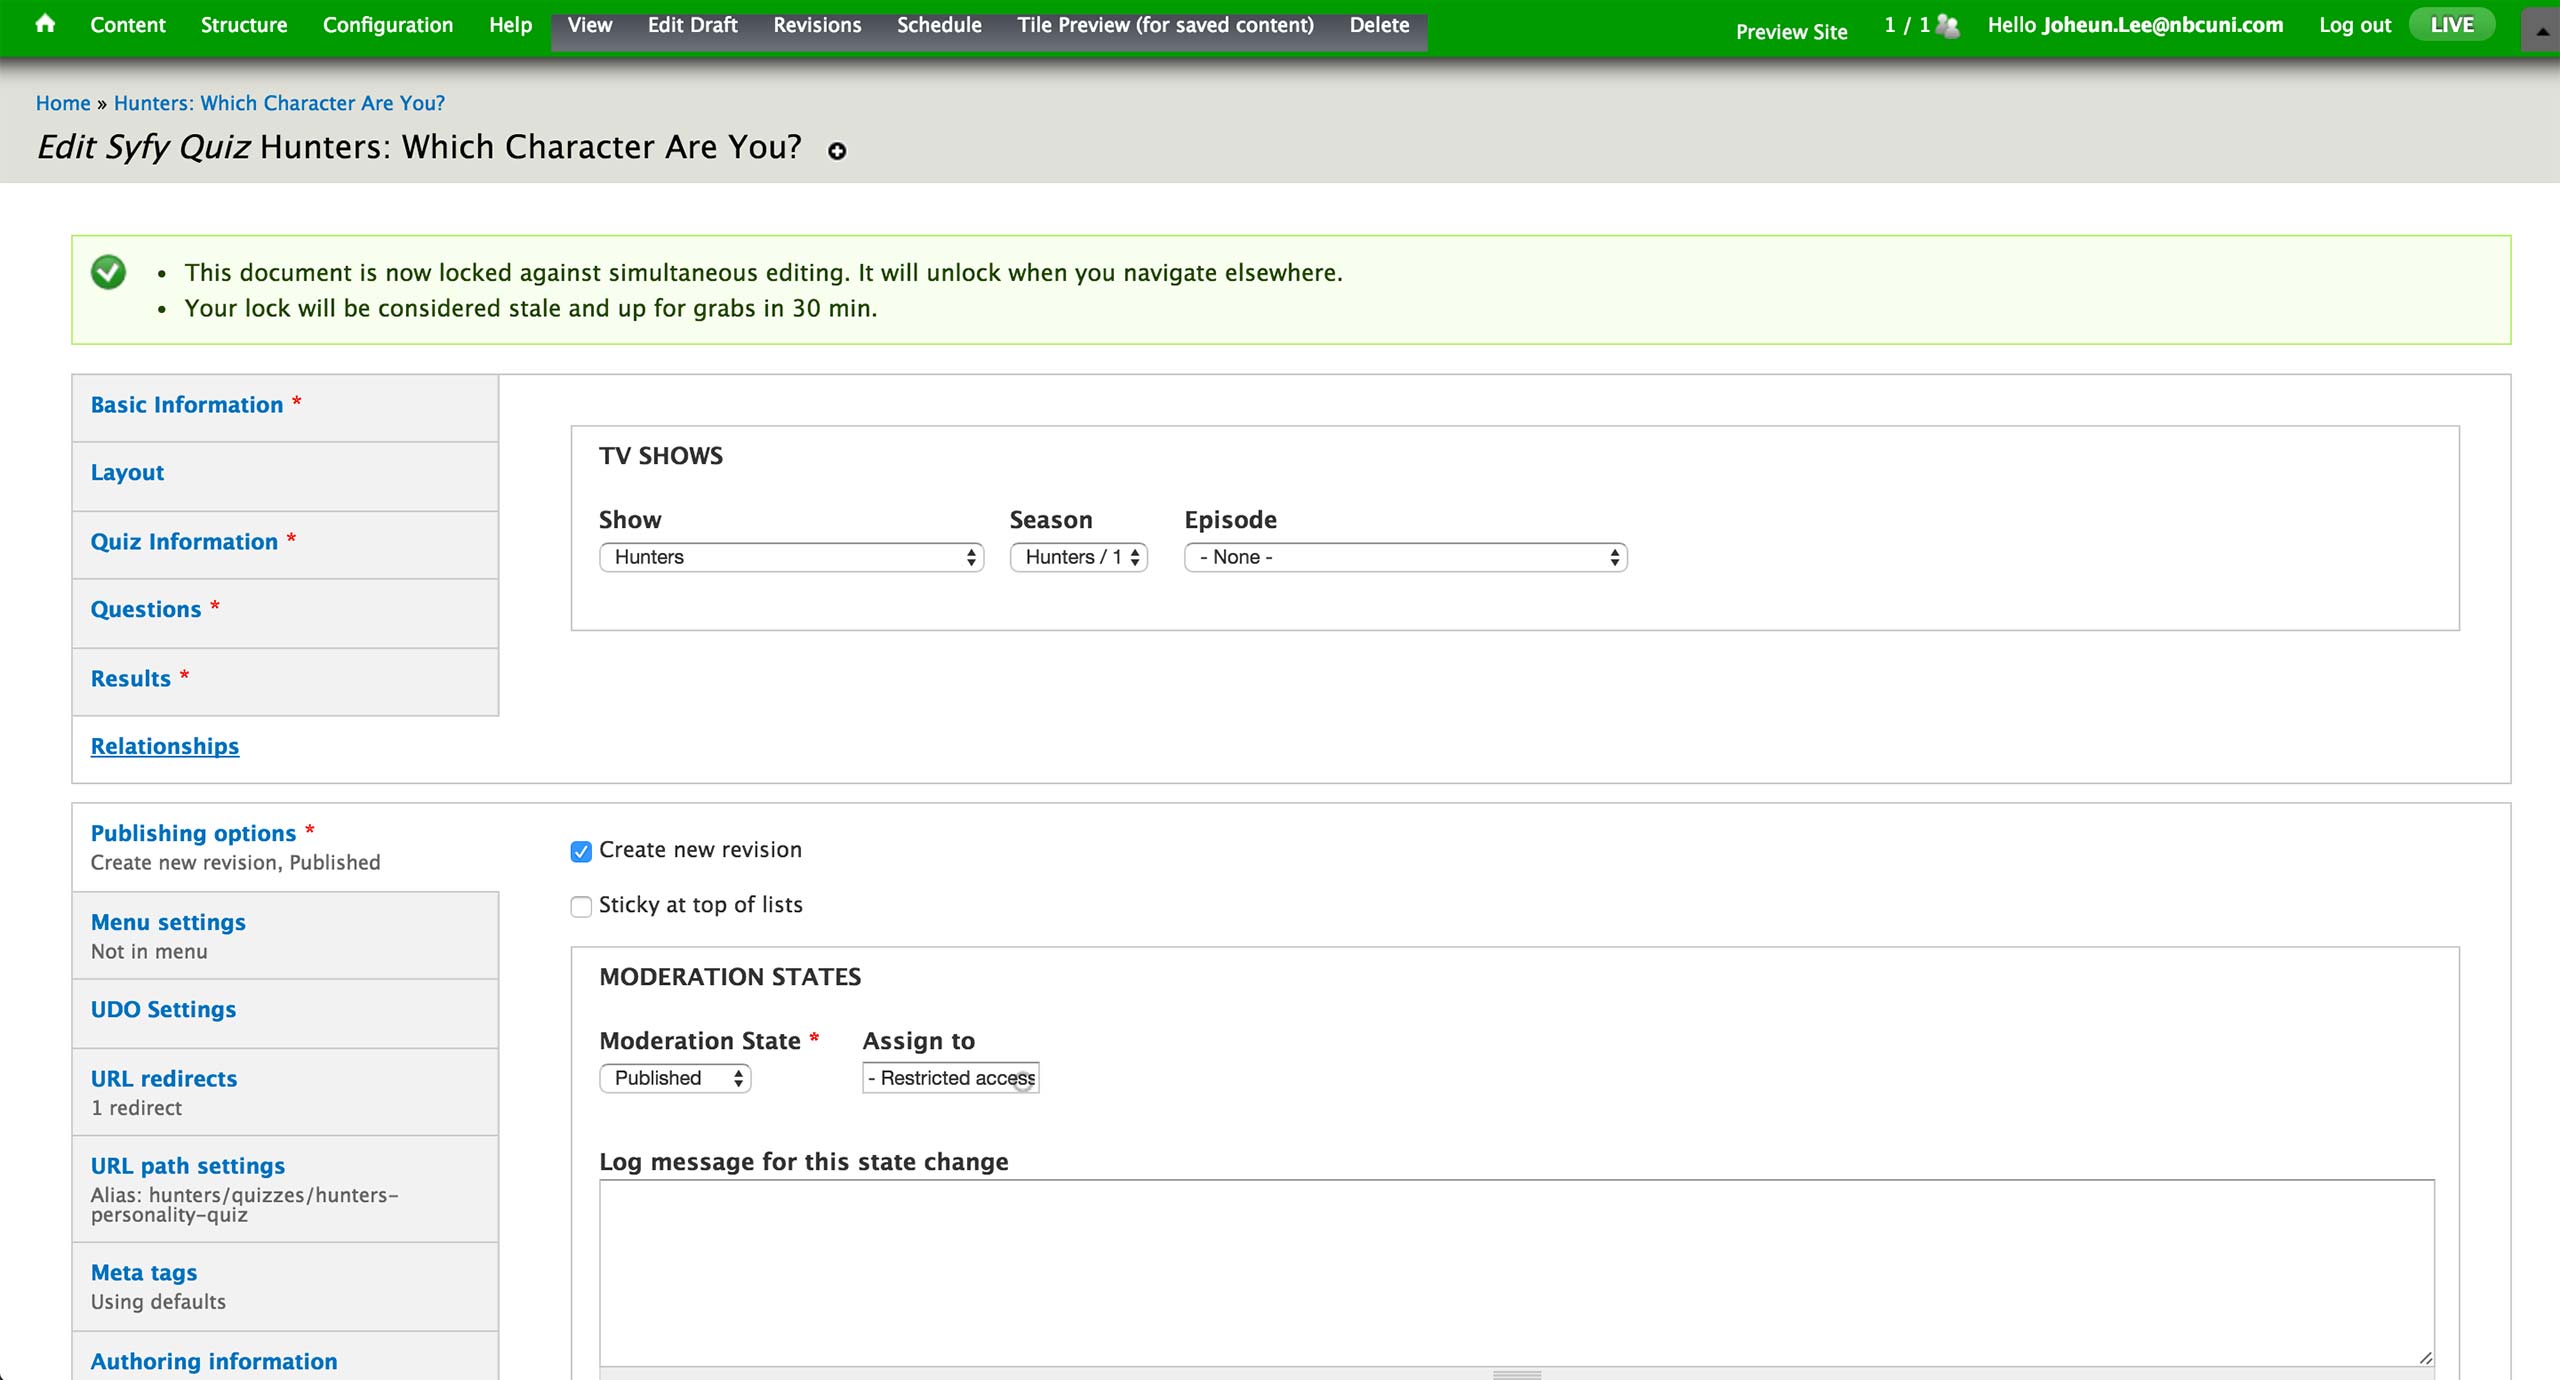 Content Structure Configuration Help View Edit Draft Revisions Schedule Tile Preview (for saved content) Delete Preview Site 1 / 1 Hello Joheun.Lee@nbcuni.com Log out LIVE
Home » Hunters: Which Character Are You?
Edit Syfy Quiz Hunters: Which Character Are You?
• This document is now locked against simultaneous editing. It will unlock when you navigate elsewhere.
• Your lock will be considered stale and up for grabs in 30 min.
Basic Information *
Layout
Quiz Information *
Questions *
Results *
Relationships
TV SHOWS
Show Season Episode
Hunters Hunters / 1 - None -
Publishing options *
Create new revision, Published
Menu settings
Not in menu
UDO Settings
URL redirects
1 redirect
URL path settings
Alias: hunters/quizzes/hunters-
personality-quiz
Meta tags
Using defaults
Authoring information
Create new revision
Sticky at top of lists
MODERATION STATES
Moderation State * Assign to
Published - Restricted access
Log message for this state change